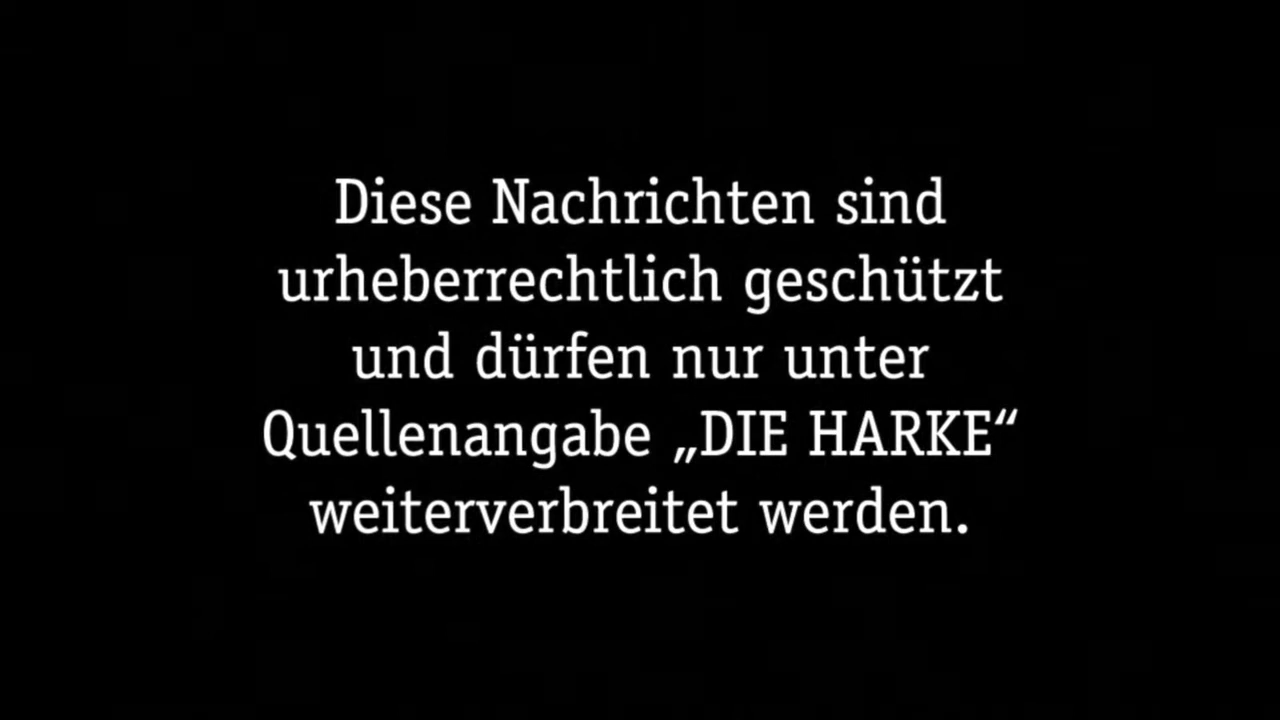 Diese Nachrichten sind
urheberrechtlich geschützt
und dürfen nur unter
Quellenangabe „DIE HARKE“
weiterverbreitet werden.